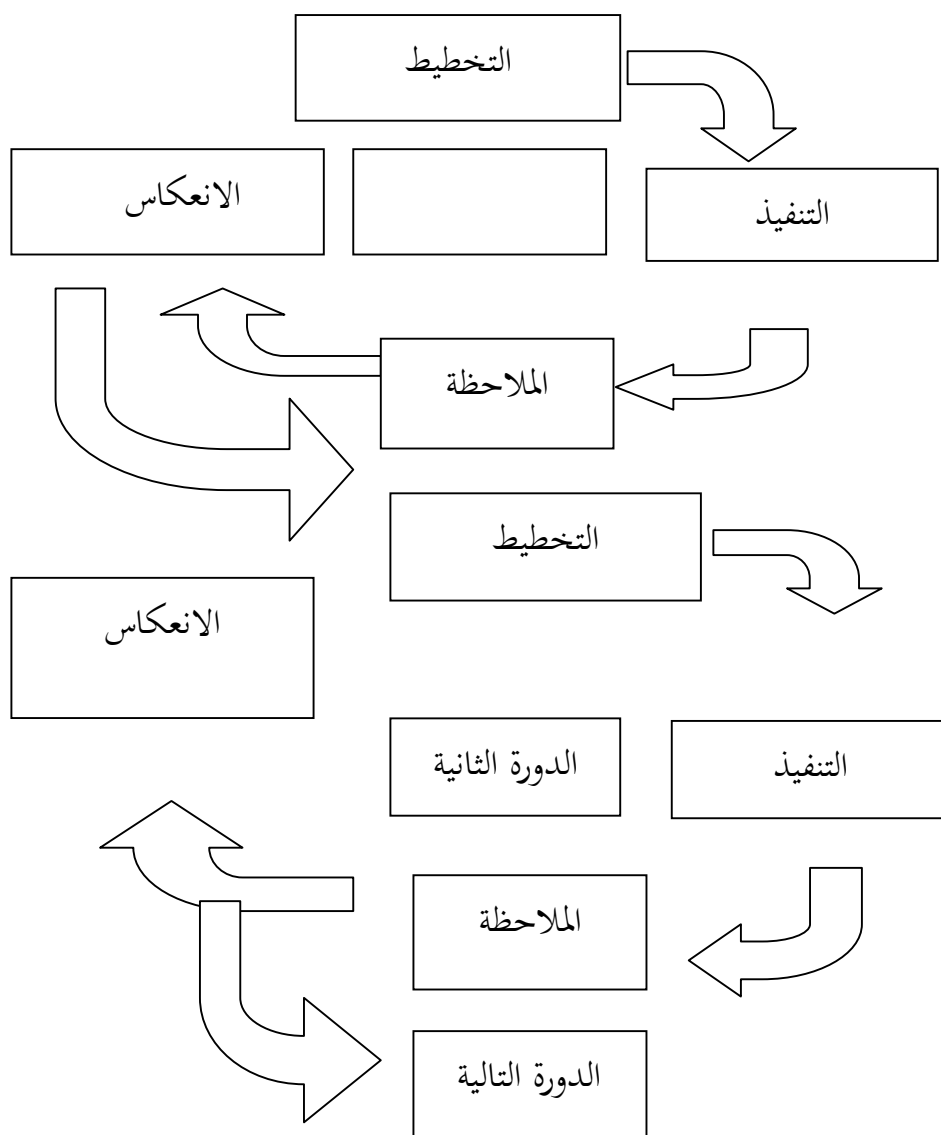 التخطيط
الانعكاس
التنفيذ
الملاحظة
التخطيط
الانعكاس
الدورة الثانية
التنفيذ
الملاحظة
الدورة التالية